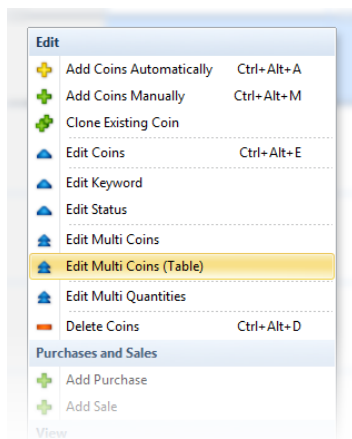 Edit
Add Coins Automatically Ctrl+Alt+A
Add Coins Manually Ctrl+Alt+M
Clone Existing Coin
Edit Coins Ctrl+Alt+E
Edit Keyword
Edit Status
Edit Multi Coins
Edit Multi Coins (Table)
Edit Multi Quantities
Delete Coins Ctrl+Alt+D
Purchases and Sales
Add Purchase
Add Sale
View